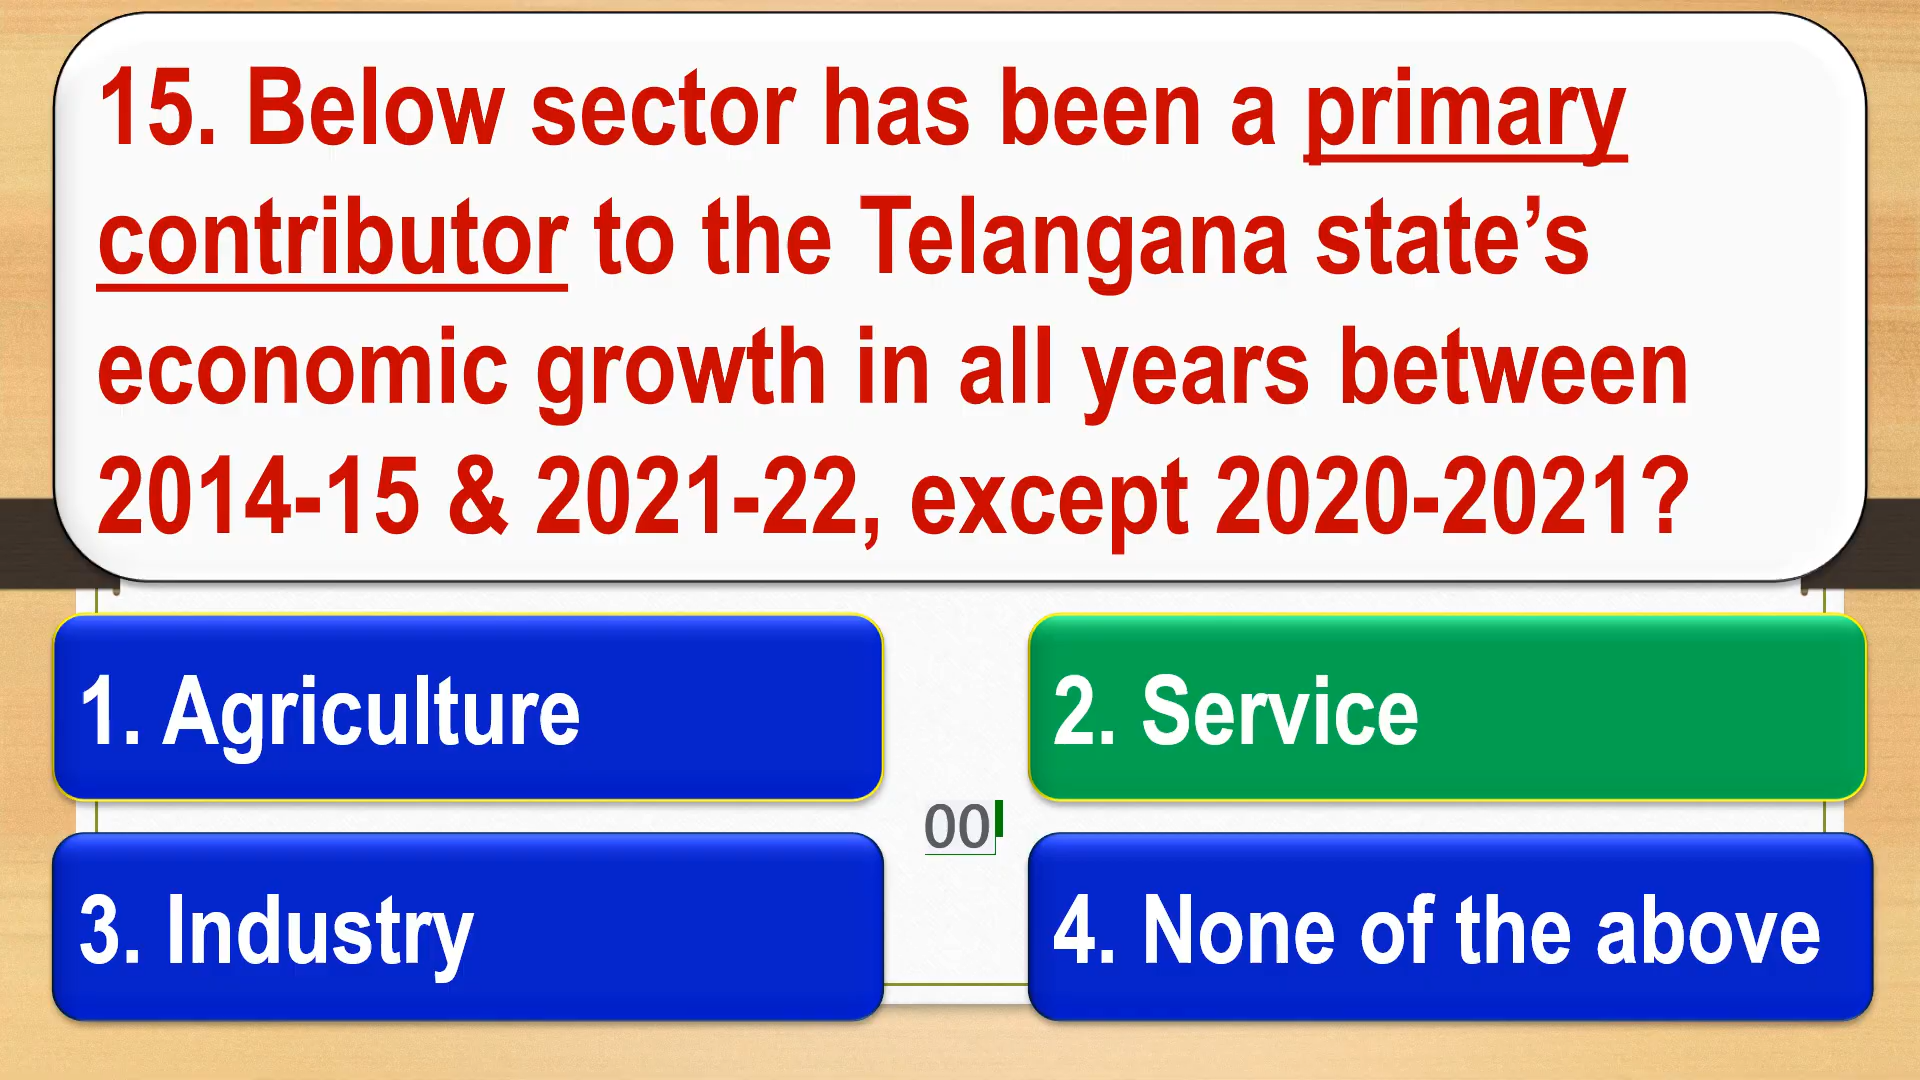 15. Below sector has been a primary
contributor to the Telangana state’s
economic growth in all years between
2014-15 & 2021-22, except 2020-2021?
1. Agriculture
2. Service
00
3. Industry
4. None of the above